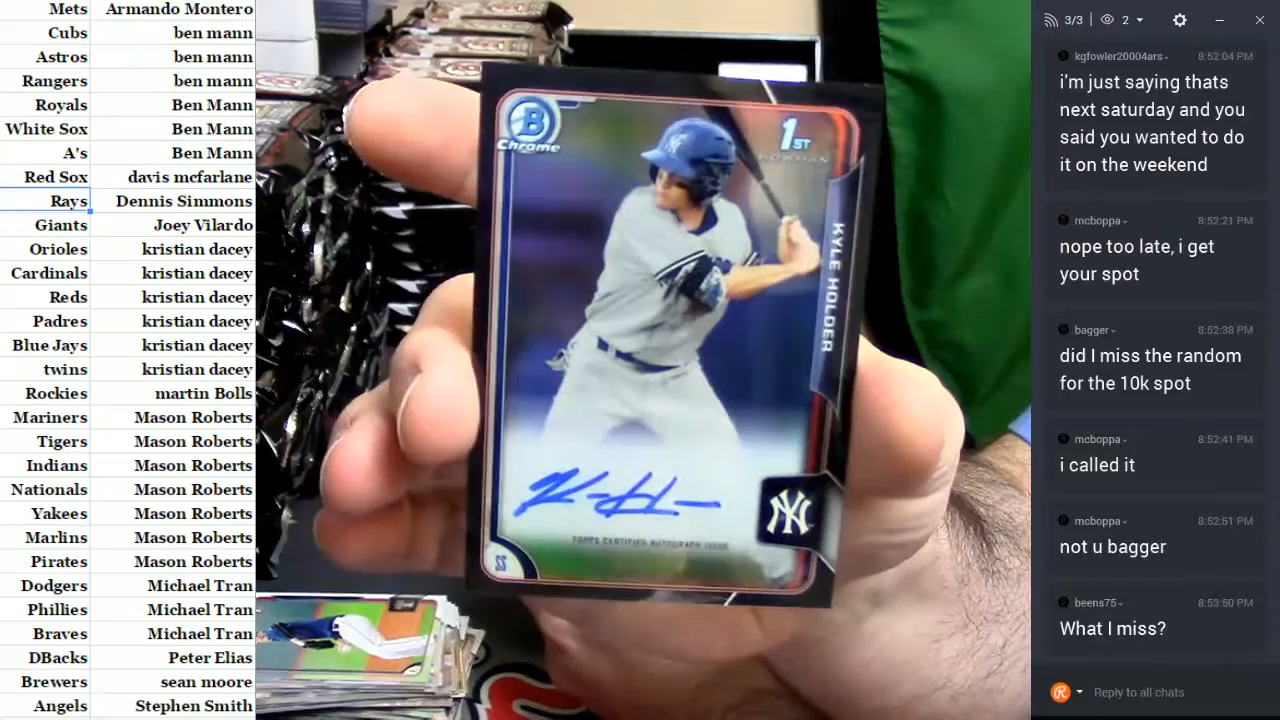 Mets Armando Montero
Cubs ben mann
Astros ben mann
Rangers ben mann
Royals Ben Mann
White Sox Ben Mann
A's Ben Mann
Red Sox davis mcfarlane
Rays Dennis Simmons
Giants Joey Vilardo
Orioles kristian dacey
Cardinals kristian dacey
Reds kristian dacey
Padres kristian dacey
Blue Jays kristian dacey
twins kristian dacey
Rockies martin Bolls
Mariners Mason Roberts
Tigers Mason Roberts
Indians Mason Roberts
Nationals Mason Roberts
Yakees Mason Roberts
Marlins Mason Roberts
Pirates Mason Roberts
Dodgers Michael Tran
Phillies Michael Tran
Braves Michael Tran
DBacks Peter Elias
Brewers sean moore
Angels Stephen Smith
B
Chrome
1ST
BOWMAN
KYLE HOLDER
NY
NY
TOPPS CERTIFIED AUTOGRAPH ISSUE
SS
3/3 2
kgfowler20004ars 8:52:04 PM
i'm just saying thats
next saturday and you
said you wanted to do
it on the weekend
mcboppa 8:52:21 PM
nope too late, i get
your spot
bagger 8:52:38 PM
did I miss the random
for the 10k spot
mcboppa 8:52:41 PM
i called it
mcboppa 8:52:51 PM
not u bagger
beens75 8:53:50 PM
What I miss?
Reply to all chats